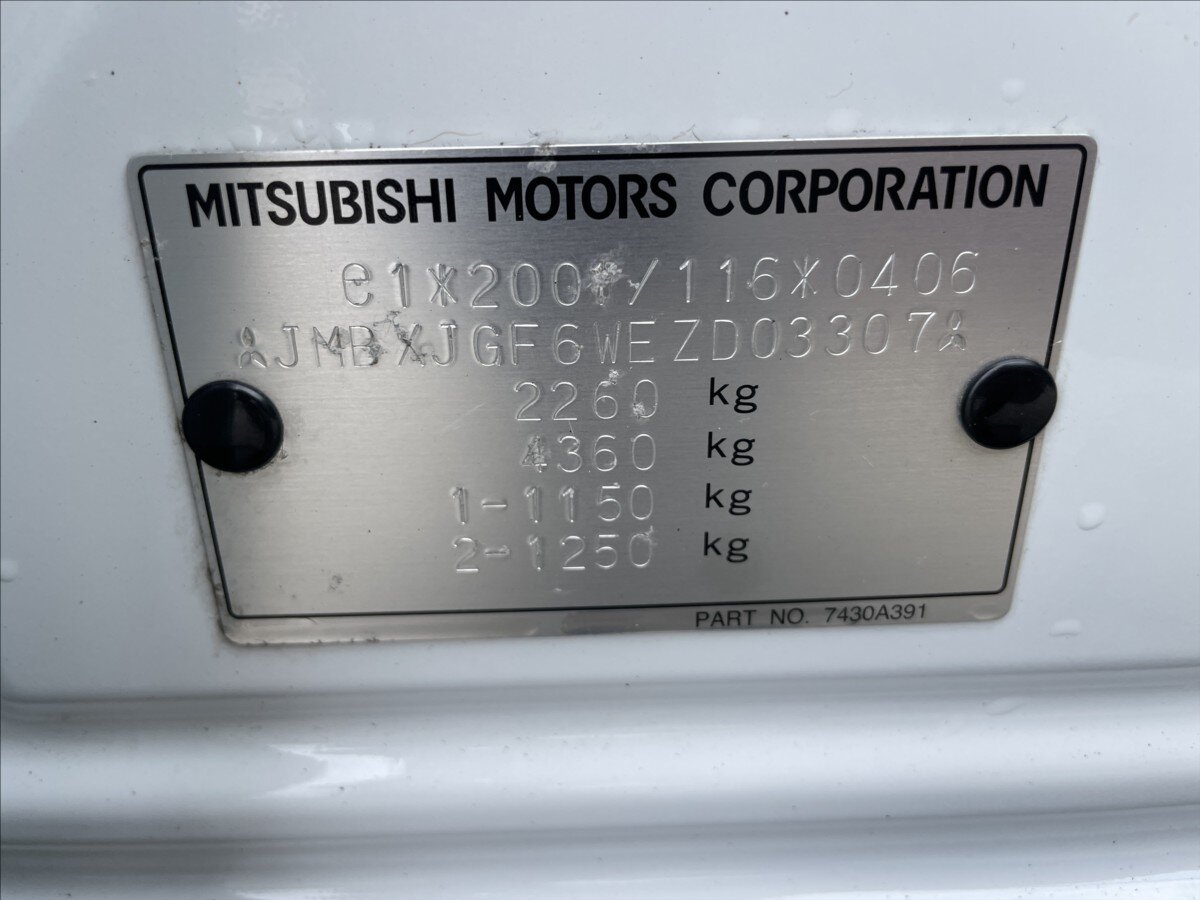 MITSUBISHI MOTORS CORPORATION
e1*2007/116*0406
JMBXJGF6WEZD03307
2260 kg
4360 kg
1-1150 kg
2-1250 kg
PART NO. 7430A391